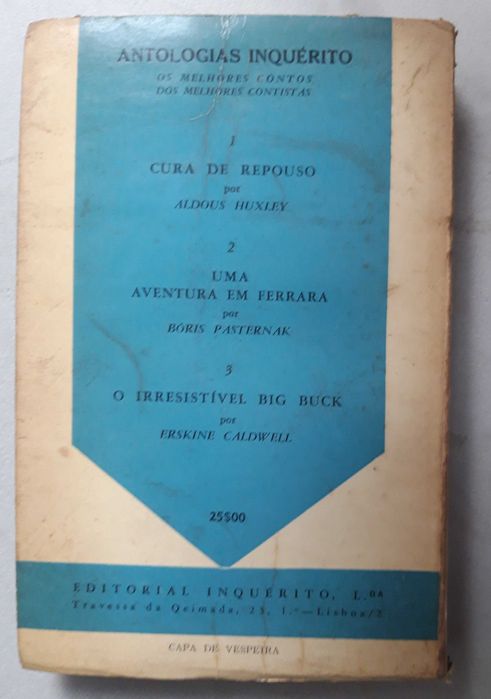 ANTOLOGIAS INQUÉRITO
OS MELHORES CONTOS
DOS MELHORES CONTISTAS
1
CURA DE REPOUSO
por
ALDOUS HUXLEY
2
UMA
AVENTURA EM FERRARA
por
BÓRIS PASTERNAK
3
O IRRESISTÍVEL BIG BUCK
por
ERSKINE CALDWELL
25$00
EDITORIAL INQUÉRITO, L.DA
Travessa da Queimada, 23, 1.º — Lisboa/2
CAPA DE VESPEIRA